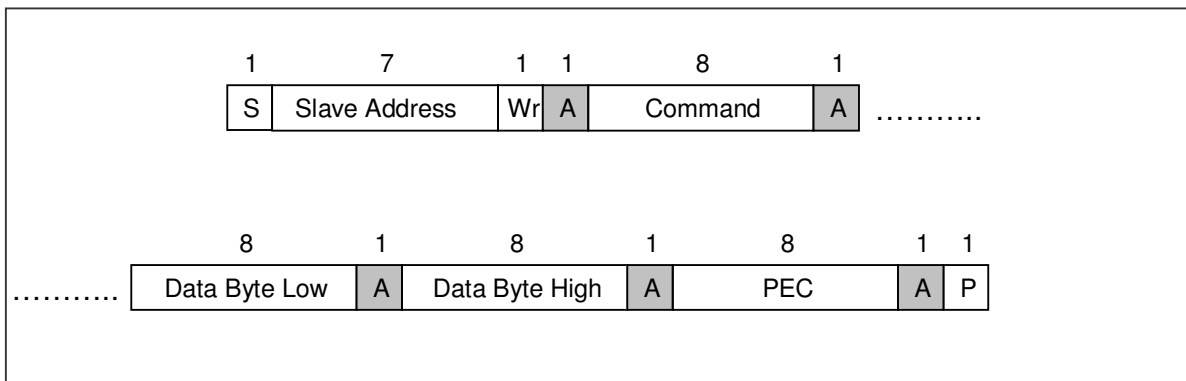 1 7 1 1 8 1
S Slave Address Wr A Command A ...........
8 1 8 1 8 1 1
........... Data Byte Low A Data Byte High A PEC A P